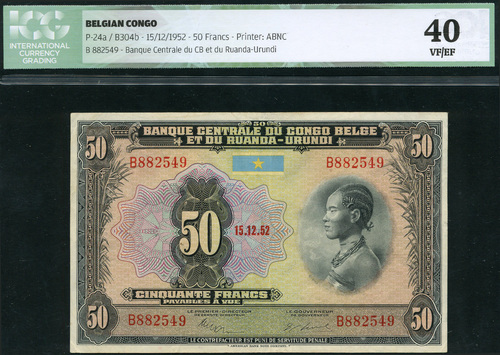 ICG
INTERNATIONAL
CURRENCY
GRADING
BELGIAN CONGO
P-24a / B304b - 15/12/1952 - 50 Francs - Printer: ABNC
B 882549 - Banque Centrale du CB et du Ruanda-Urundi
40
VF/EF
50
BANQUE CENTRALE DU CONGO BELGE
ET DU RUANDA-URUNDI
50 50
B882549 B882549
50
15.12.52
CINQUANTE FRANCS
PAYABLES A VUE
LE PREMIER-DIRECTEUR LE GOUVERNEUR
50 50
B882549 B882549
LE CONTREFACTEUR EST PUNI DE SERVITUDE PENALE